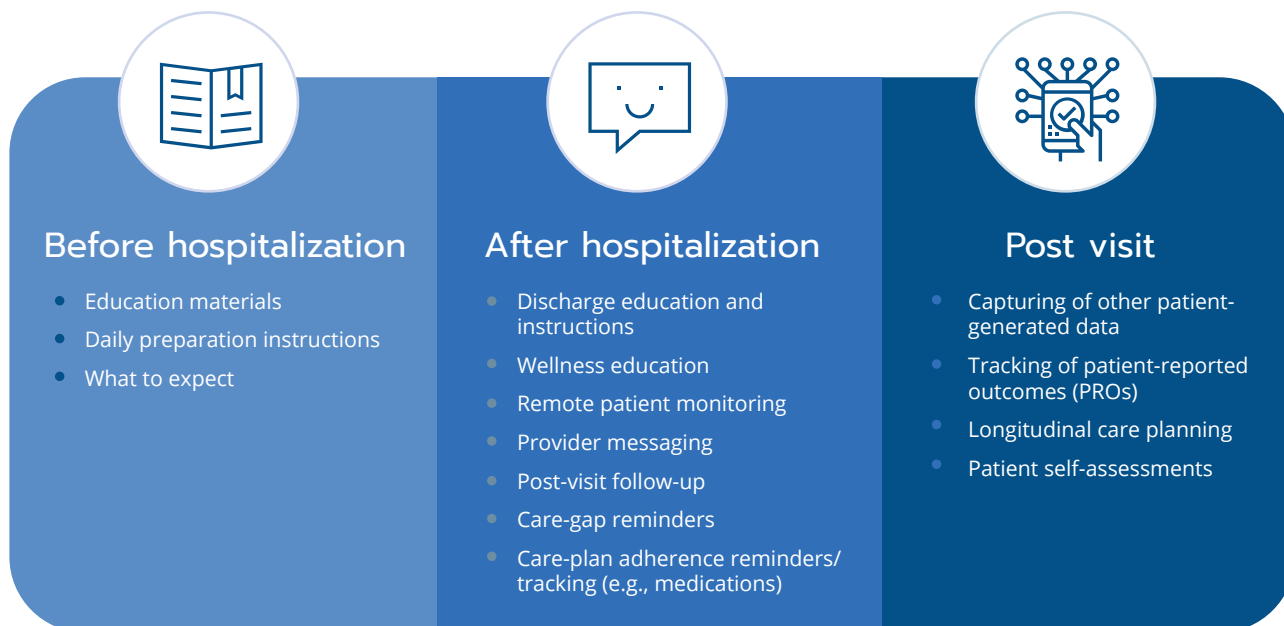 Before hospitalization
• Education materials
• Daily preparation instructions
• What to expect
After hospitalization
• Discharge education and
instructions
• Wellness education
• Remote patient monitoring
• Provider messaging
• Post-visit follow-up
• Care-gap reminders
• Care-plan adherence reminders/
tracking (e.g., medications)
Post visit
• Capturing of other patient-
generated data
• Tracking of patient-reported
outcomes (PROs)
• Longitudinal care planning
• Patient self-assessments